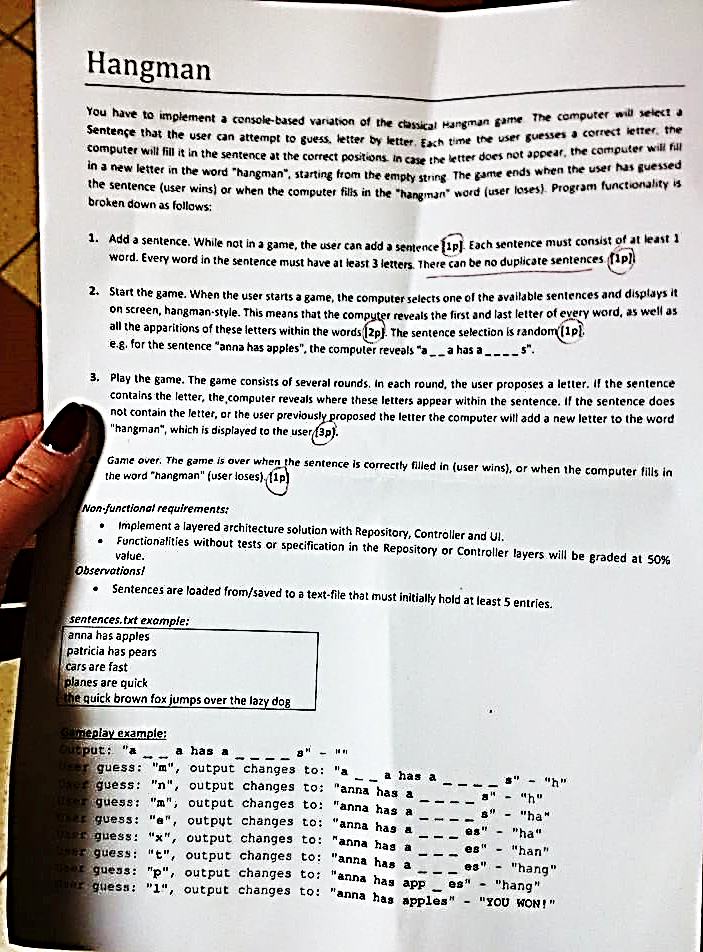 Hangman
You have to implement a console-based variation of the classical Hangman game. The computer will select a
Sentence that the user can attempt to guess, letter by letter. Each time the user guesses a correct letter, the
computer will fill it in the sentence at the correct positions. In case the letter does not appear, the computer will fill
in a new letter in the word "hangman", starting from the empty string. The game ends when the user has guessed
the sentence (user wins) or when the computer fills in the "hangman" word (user loses). Program functionality is
broken down as follows:
1. Add a sentence. While not in a game, the user can add a sentence [1p]. Each sentence must consist of at least 1
word. Every word in the sentence must have at least 3 letters. There can be no duplicate sentences [1p].
2. Start the game. When the user starts a game, the computer selects one of the available sentences and displays it
on screen, hangman-style. This means that the computer reveals the first and last letter of every word, as well as
all the apparitions of these letters within the words [2p]. The sentence selection is random [1p].
e.g. for the sentence "anna has apples", the computer reveals "a _ _ a has a _ _ _ _ s".
3. Play the game. The game consists of several rounds. In each round, the user proposes a letter. If the sentence
contains the letter, the computer reveals where these letters appear within the sentence. If the sentence does
not contain the letter, or the user previously proposed the letter the computer will add a new letter to the word
"hangman", which is displayed to the user [3p].
Game over. The game is over when the sentence is correctly filled in (user wins), or when the computer fills in
the word "hangman" (user loses). [1p]
Non-functional requirements:
• Implement a layered architecture solution with Repository, Controller and UI.
• Functionalities without tests or specification in the Repository or Controller layers will be graded at 50%
value.
Observations!
• Sentences are loaded from/saved to a text-file that must initially hold at least 5 entries.
sentences.txt example:
anna has apples
patricia has pears
cars are fast
planes are quick
the quick brown fox jumps over the lazy dog
Gameplay example:
Output: "a _ _ a has a _ _ _ _ s" - ""
User guess: "m", output changes to: "a _ _ a has a _ _ _ _ s" - "h"
User guess: "n", output changes to: "anna has a _ _ _ _ s" - "h"
User guess: "m", output changes to: "anna has a _ _ _ _ s" - "ha"
User guess: "e", output changes to: "anna has a _ _ _ es" - "ha"
User guess: "x", output changes to: "anna has a _ _ _ es" - "han"
User guess: "t", output changes to: "anna has a _ _ _ es" - "hang"
User guess: "p", output changes to: "anna has app _ es" - "hang"
User guess: "l", output changes to: "anna has apples" - "YOU WON!"